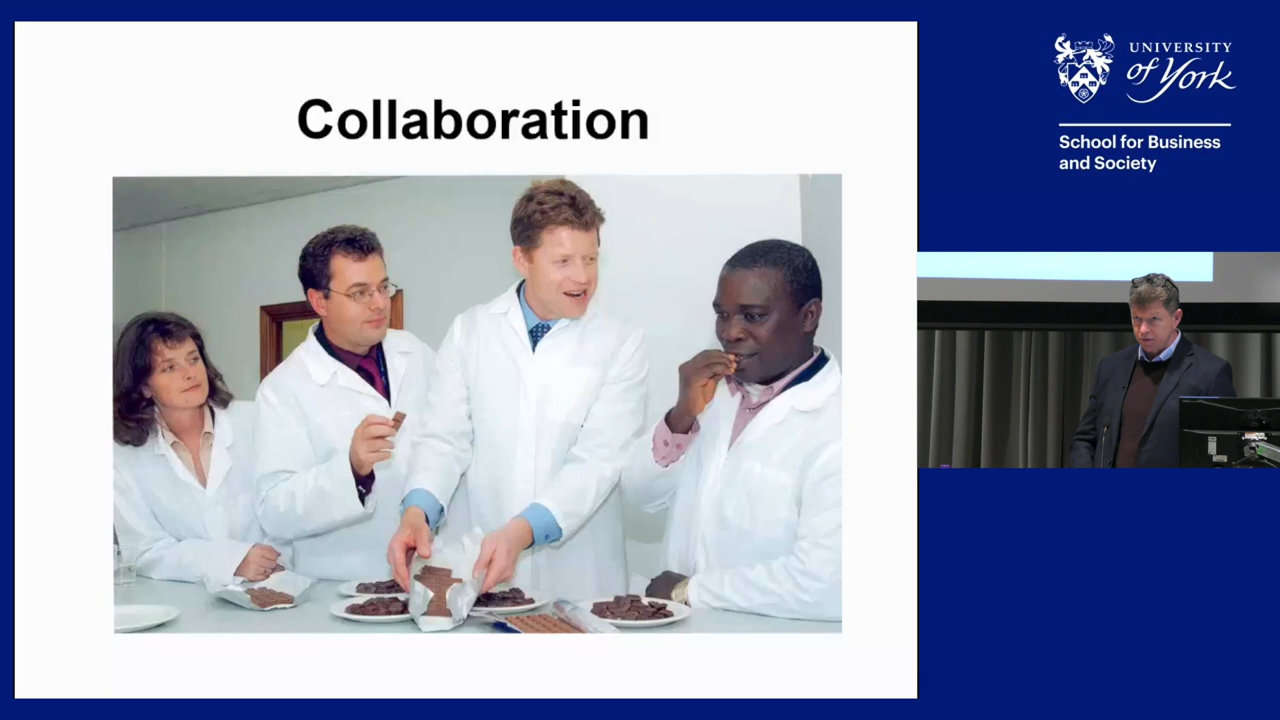 Collaboration
UNIVERSITY
of York
School for Business
and Society